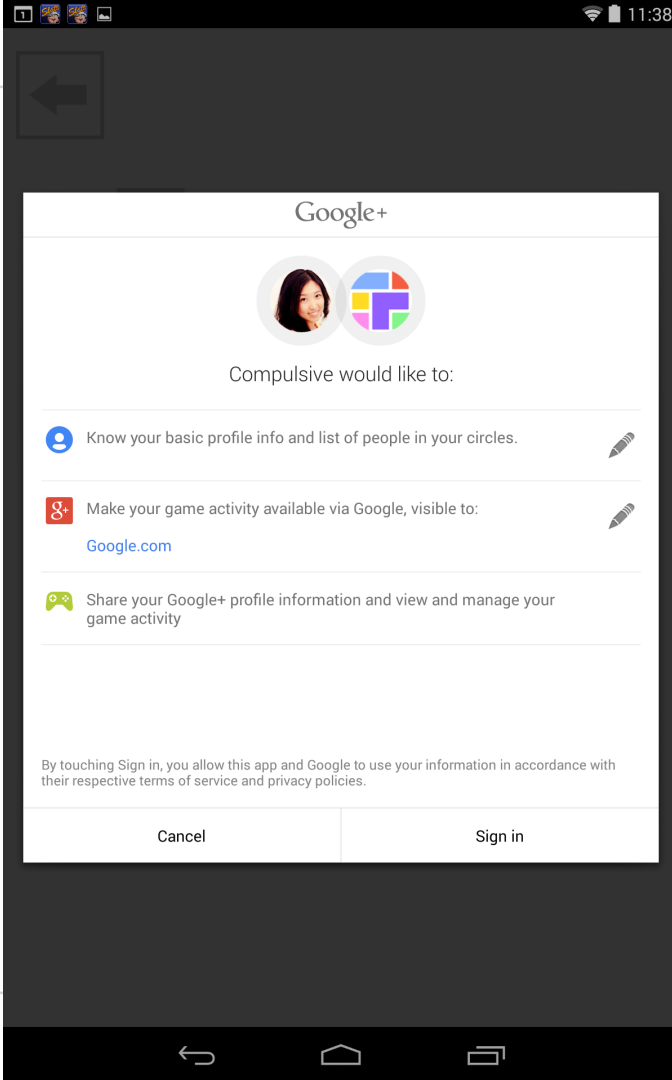 1
11:38
Google+
Compulsive would like to:
Know your basic profile info and list of people in your circles.
g+
Make your game activity available via Google, visible to:
Google.com
Share your Google+ profile information and view and manage your
game activity
By touching Sign in, you allow this app and Google to use your information in accordance with
their respective terms of service and privacy policies.
Cancel
Sign in